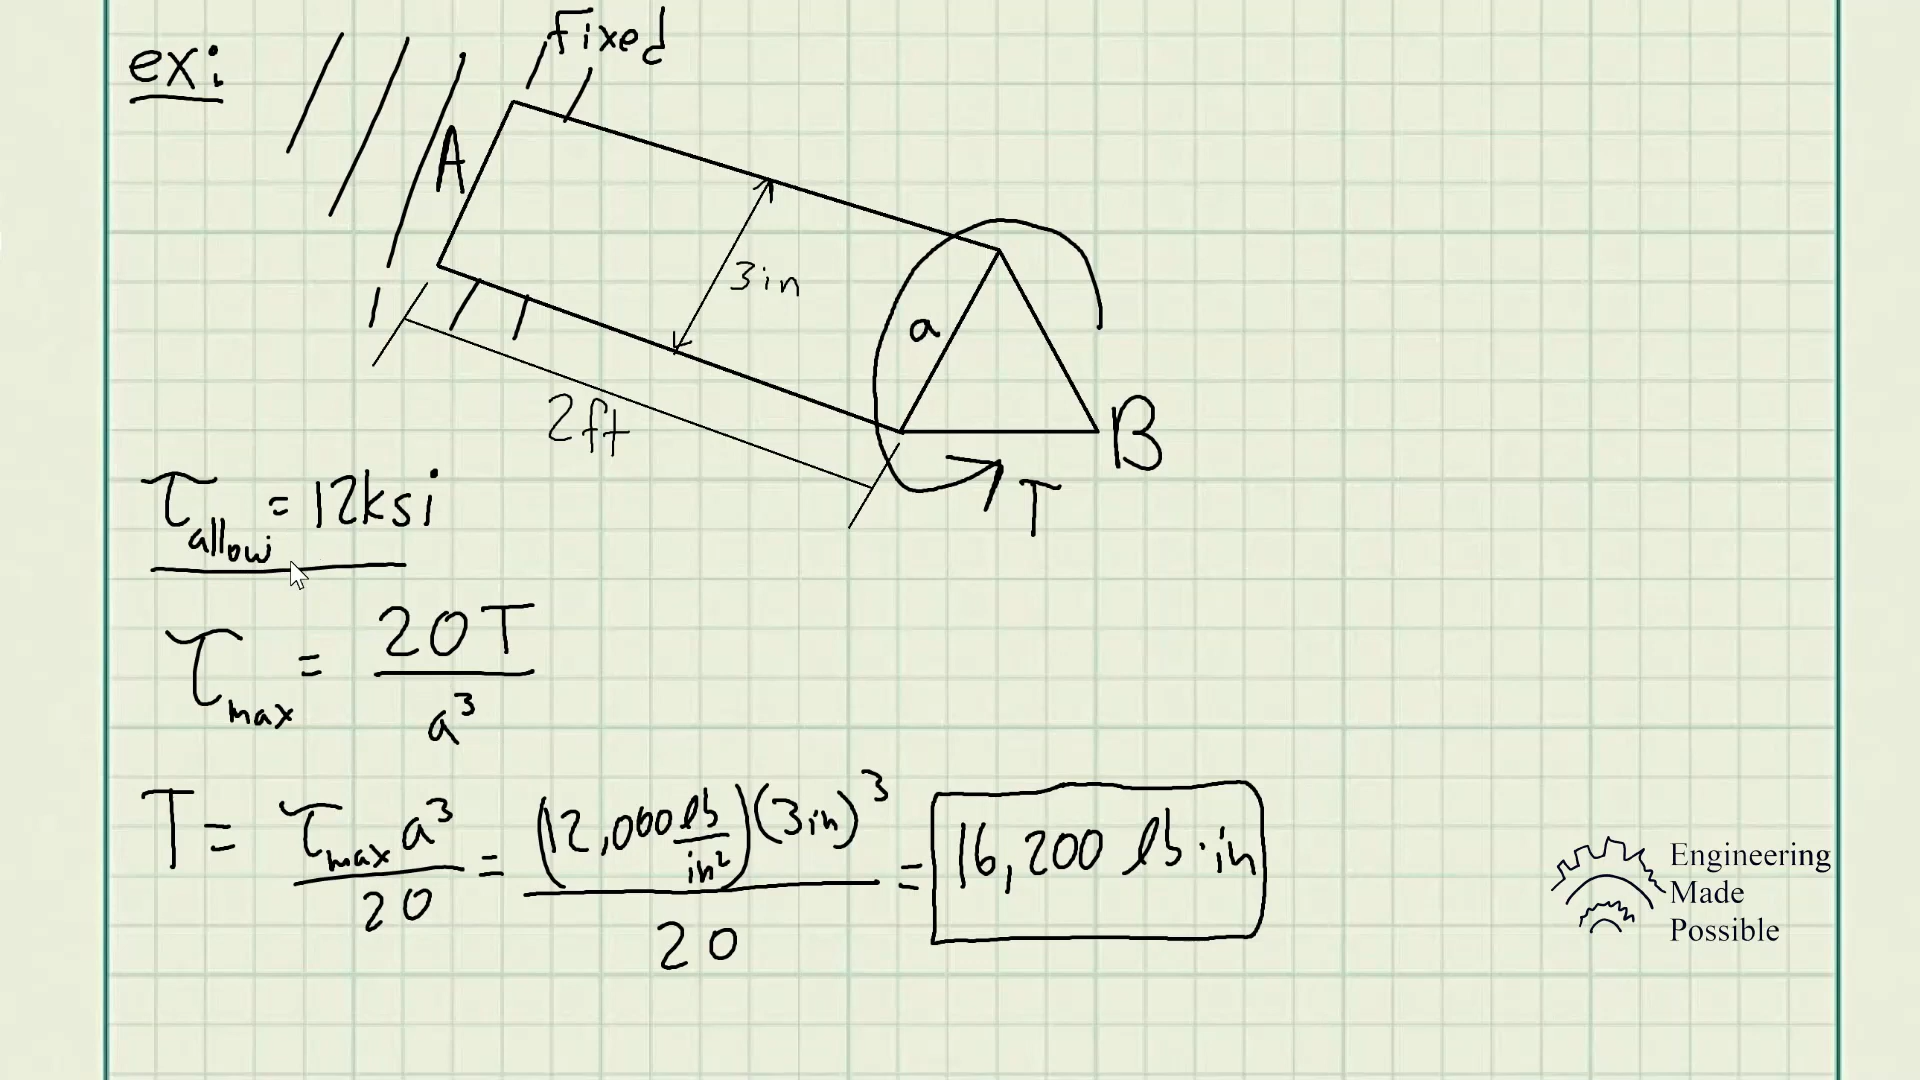 ex:
fixed
A
3in
a
2ft
B
T
τallow = 12ksi
τmax = 20T / a³
T = τmax a³ / 20 = (12,000 lb/in²)(3in)³ / 20 = 16,200 lb·in
Engineering
Made
Possible